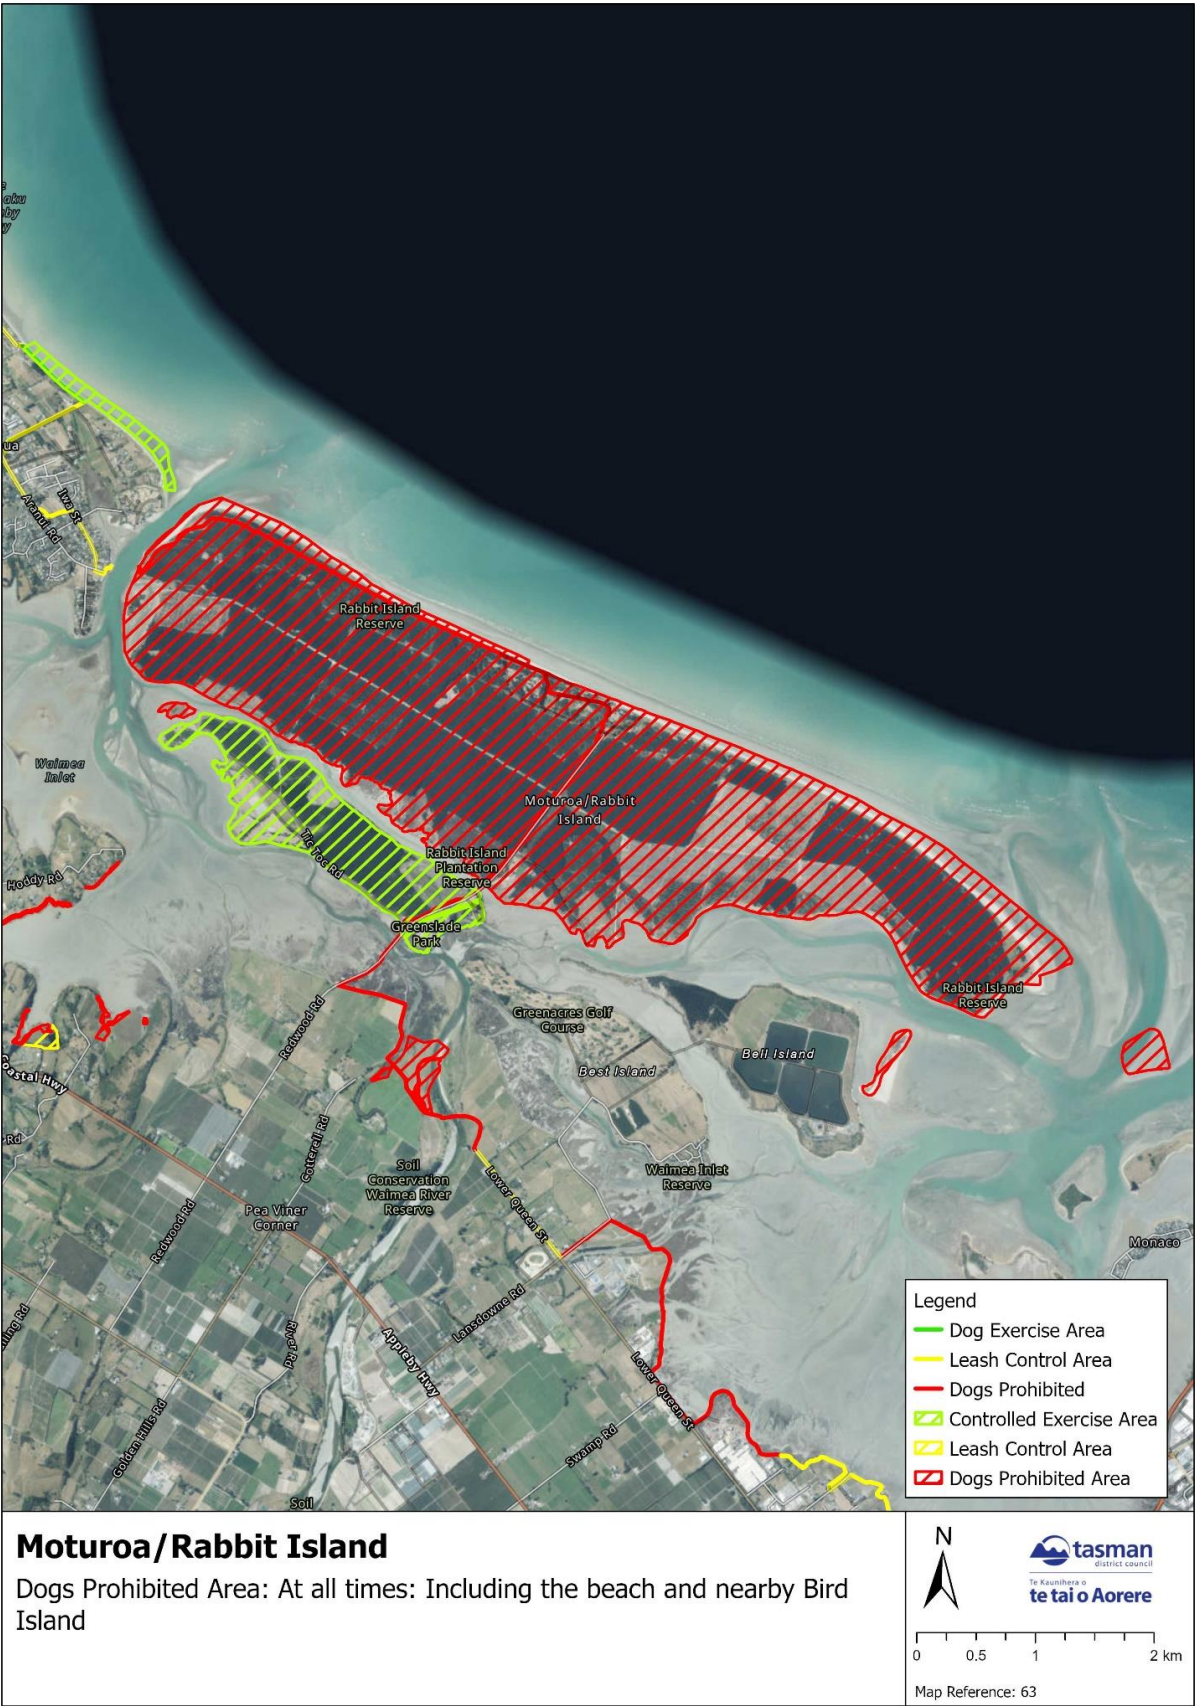 aku
by
y
ua
Iwa St
Aranui Rd
Rabbit Island
Reserve
Waimea
Inlet
Moturoa/Rabbit
Island
Tic Toc Rd
Rabbit Island
Plantation
Reserve
Hoddy Rd
Greenslade
Park
Rabbit Island
Reserve
Redwood Rd
Greenacres Golf
Course
Bell Island
Best Island
Coastal Hwy
Rd
Cotterell Rd
Soil
Conservation
Waimea River
Reserve
Lower Queen St
Waimea Inlet
Reserve
Redwood Rd
Pea Viner
Corner
Monaco
Lansdowne Rd
River Rd
Appleby Hwy
Lower Queen St
Golden Hills Rd
Swamp Rd
Soil
Legend
Dog Exercise Area
Leash Control Area
Dogs Prohibited
Controlled Exercise Area
Leash Control Area
Dogs Prohibited Area
Moturoa/Rabbit Island
Dogs Prohibited Area: At all times: Including the beach and nearby Bird
Island
N
tasman
district council
Te Kaunihera o
te tai o Aorere
0 0.5 1 2 km
Map Reference: 63